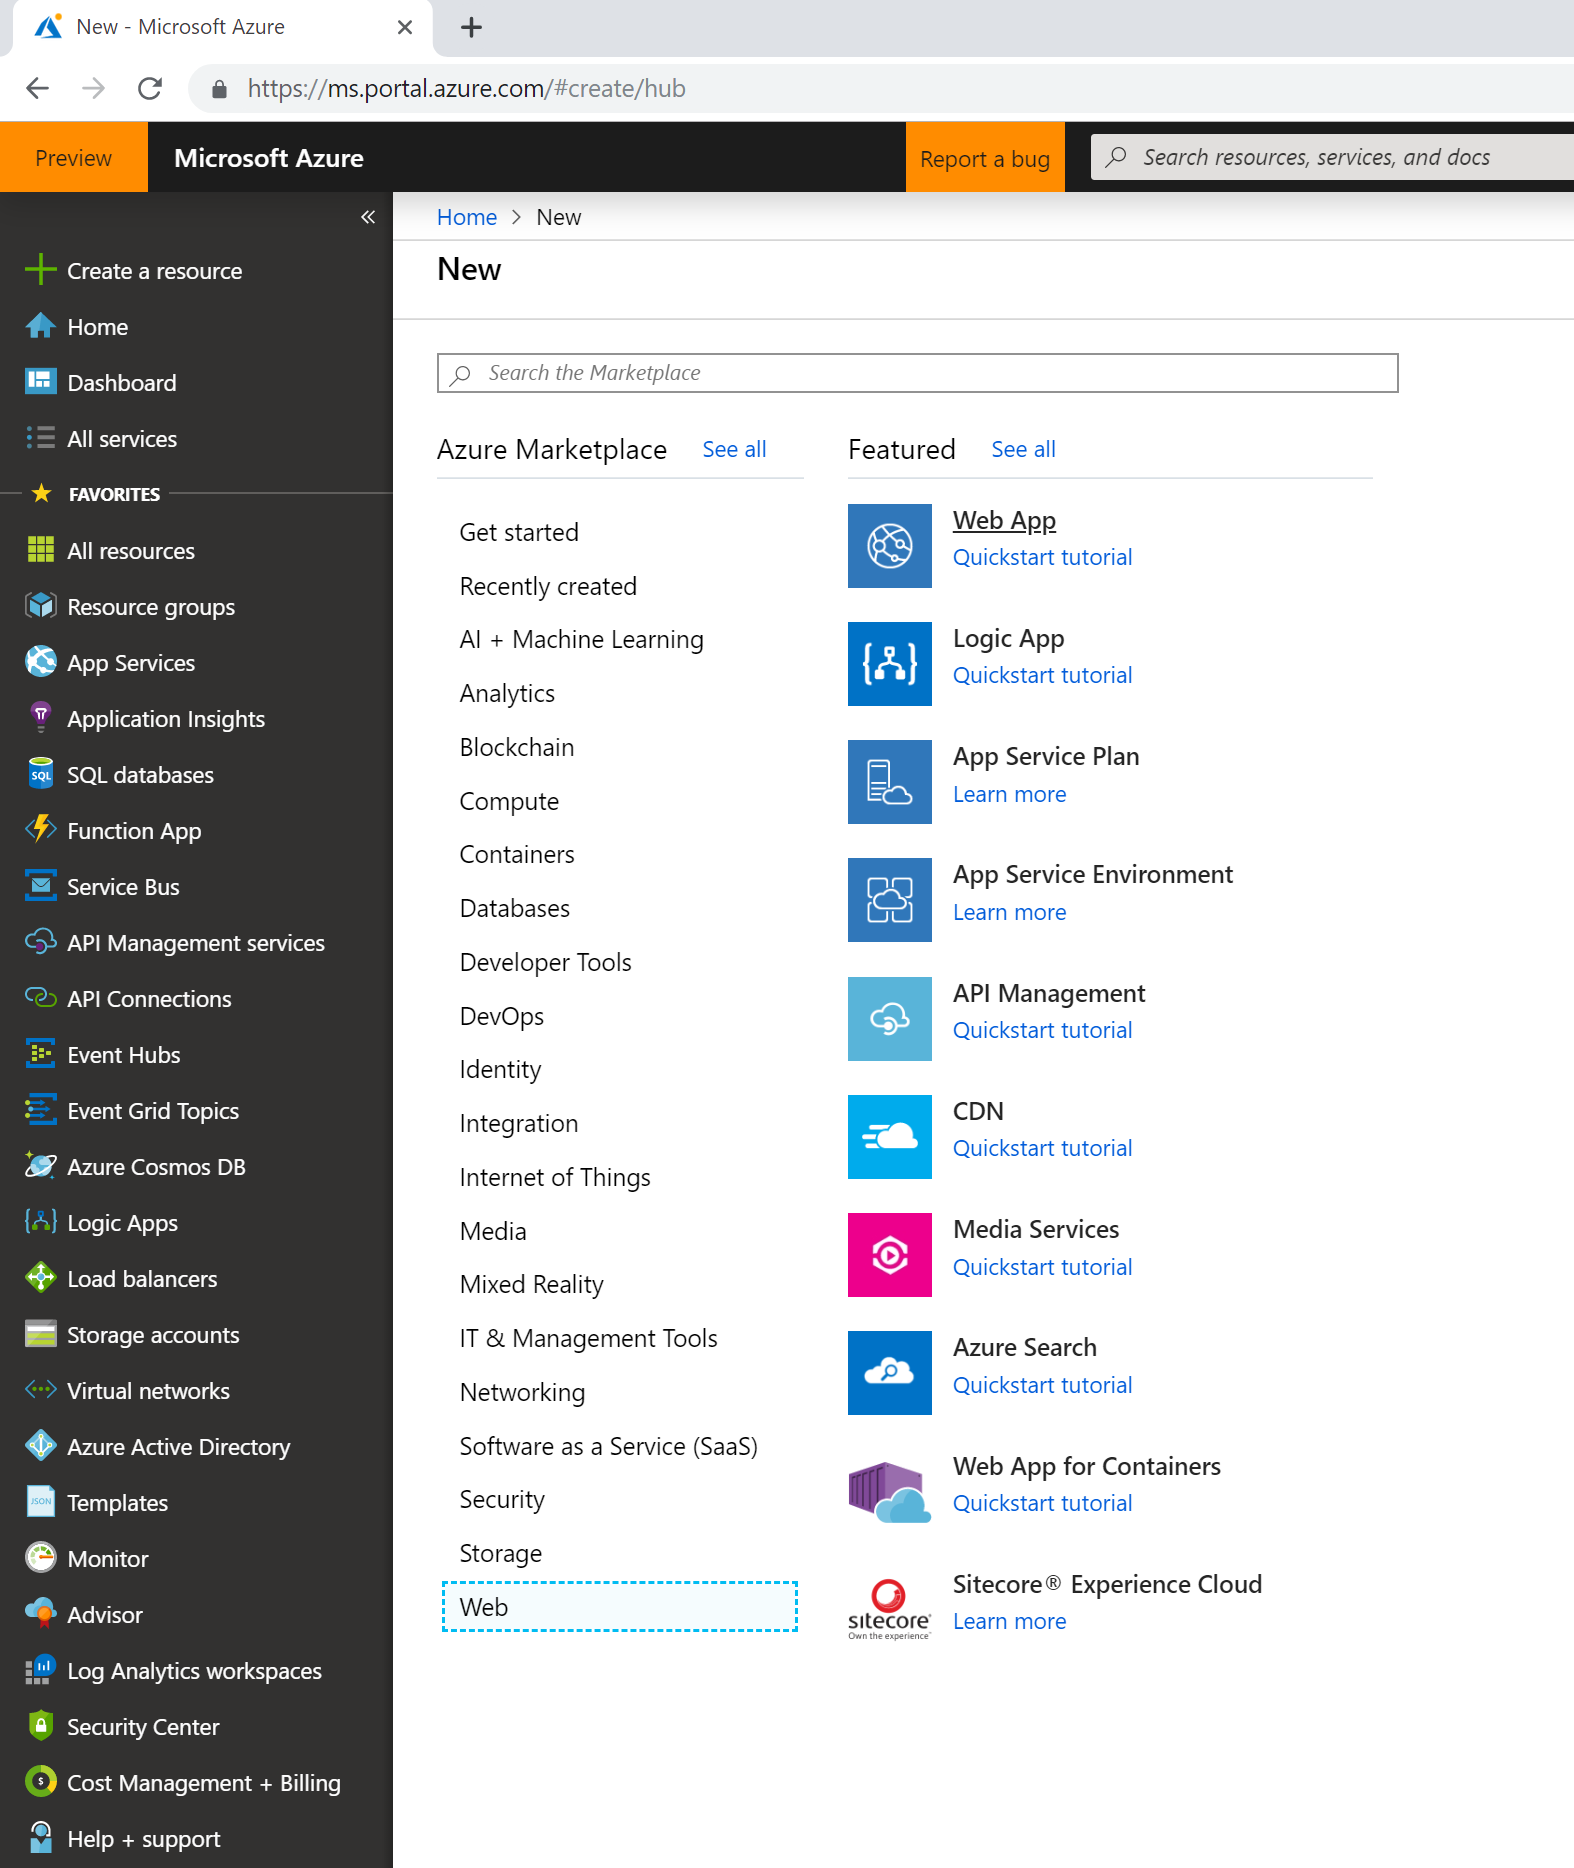 New - Microsoft Azure
https://ms.portal.azure.com/#create/hub
Preview
Microsoft Azure
Report a bug
Search resources, services, and docs
Create a resource
Home
Dashboard
All services
FAVORITES
All resources
Resource groups
App Services
Application Insights
SQL
SQL databases
Function App
Service Bus
API Management services
API Connections
Event Hubs
Event Grid Topics
Azure Cosmos DB
Logic Apps
Load balancers
Storage accounts
Virtual networks
Azure Active Directory
JSON
Templates
Monitor
Advisor
Log Analytics workspaces
Security Center
Cost Management + Billing
Help + support
Home > New
New
Search the Marketplace
Azure Marketplace See all
Get started
Recently created
AI + Machine Learning
Analytics
Blockchain
Compute
Containers
Databases
Developer Tools
DevOps
Identity
Integration
Internet of Things
Media
Mixed Reality
IT & Management Tools
Networking
Software as a Service (SaaS)
Security
Storage
Web
Featured See all
Web App
Quickstart tutorial
Logic App
Quickstart tutorial
App Service Plan
Learn more
App Service Environment
Learn more
API Management
Quickstart tutorial
CDN
Quickstart tutorial
Media Services
Quickstart tutorial
Azure Search
Quickstart tutorial
Web App for Containers
Quickstart tutorial
sitecore
Own the experience
Sitecore® Experience Cloud
Learn more